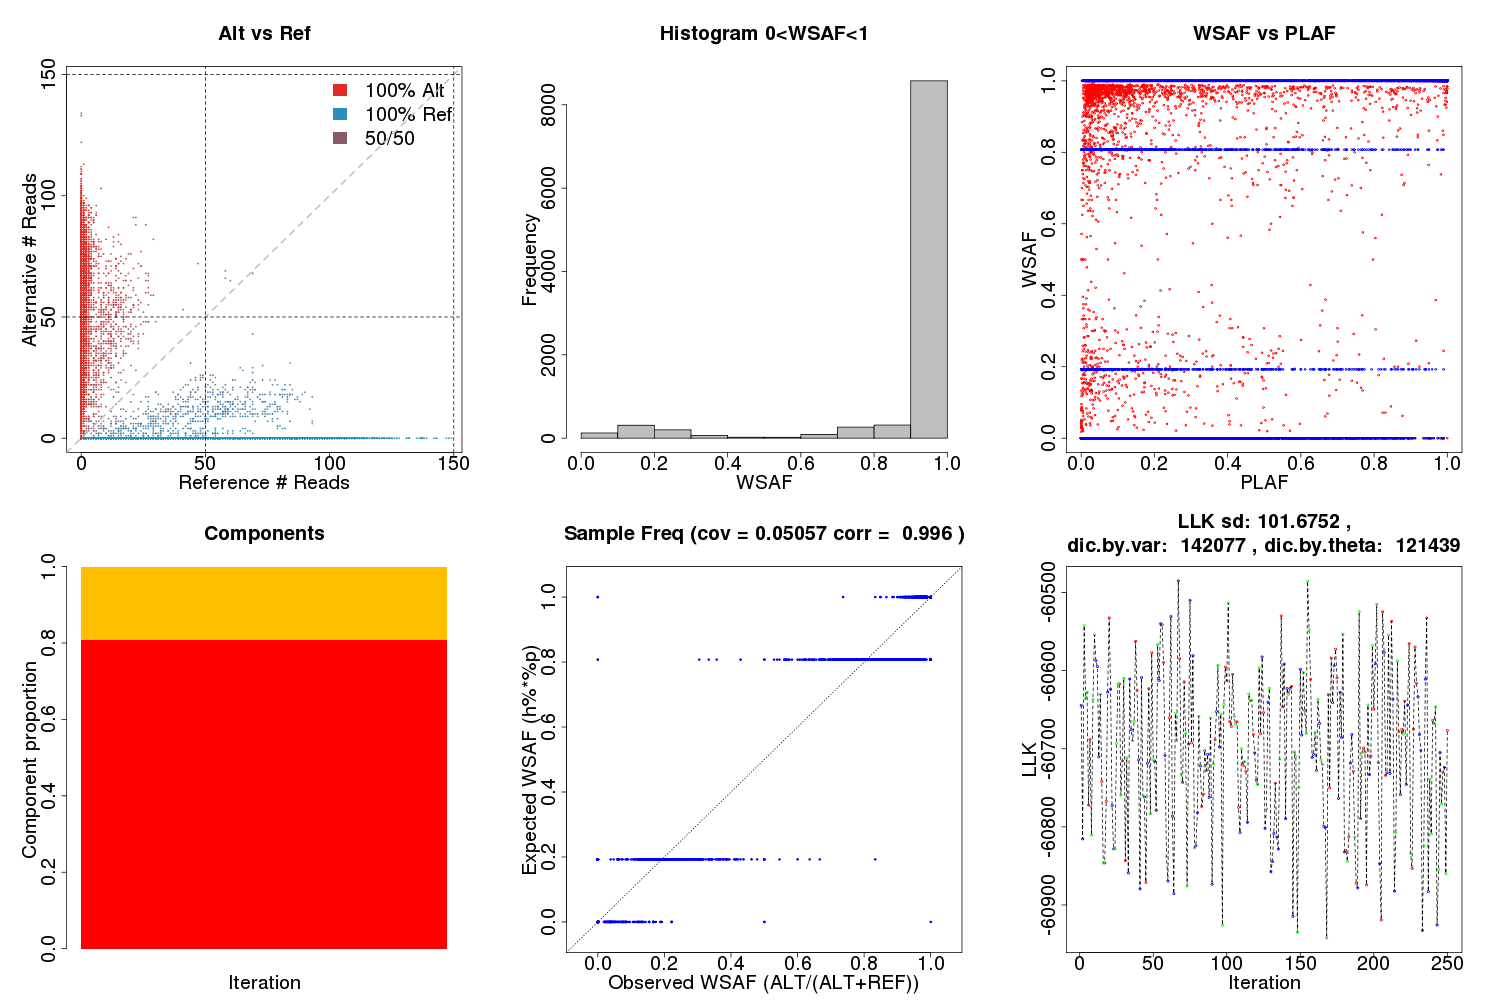 Alt vs Ref
150
100
50
0
Alternative # Reads
100% Alt
100% Ref
50/50
0
50
100
150
Reference # Reads
Histogram 0<WSAF<1
8000
6000
4000
2000
0
Frequency
0.0
0.2
0.4
0.6
0.8
1.0
WSAF
WSAF vs PLAF
1.0
0.8
0.6
0.4
0.2
0.0
WSAF
0.0
0.2
0.4
0.6
0.8
1.0
PLAF
Components
1.0
0.8
0.6
0.4
0.2
0.0
Component proportion
Iteration
Sample Freq (cov = 0.05057 corr = 0.996 )
1.0
0.8
0.6
0.4
0.2
0.0
Expected WSAF (h%*%p)
0.0
0.2
0.4
0.6
0.8
1.0
Observed WSAF (ALT/(ALT+REF))
LLK sd: 101.6752 ,
dic.by.var: 142077 , dic.by.theta: 121439
-60500
-60600
-60700
-60800
-60900
LLK
0
50
100
150
200
250
Iteration